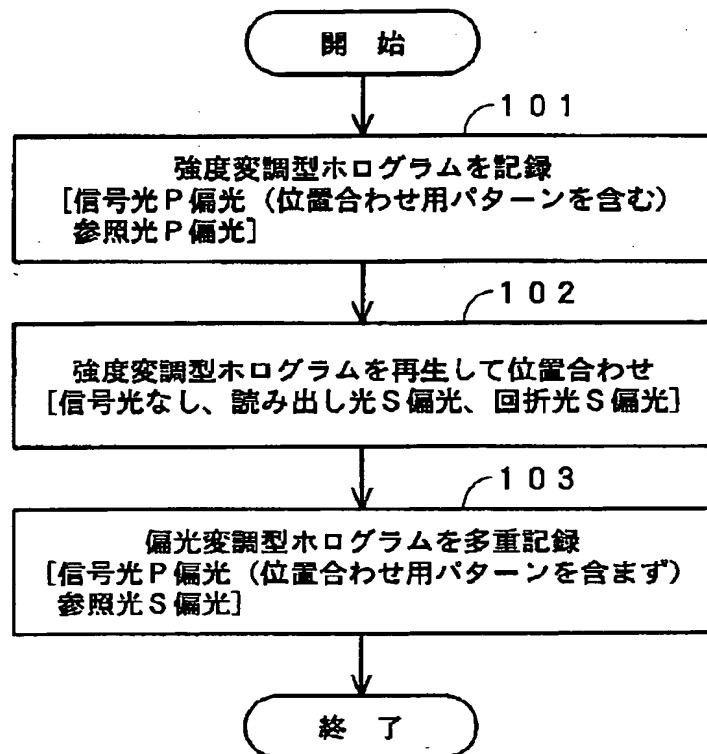 開 始
101
強度変調型ホログラムを記録
[信号光P偏光（位置合わせ用パターンを含む）
参照光P偏光]
102
強度変調型ホログラムを再生して位置合わせ
[信号光なし、読み出し光S偏光、回折光S偏光]
103
偏光変調型ホログラムを多重記録
[信号光P偏光（位置合わせ用パターンを含まず）
参照光S偏光]
終 了